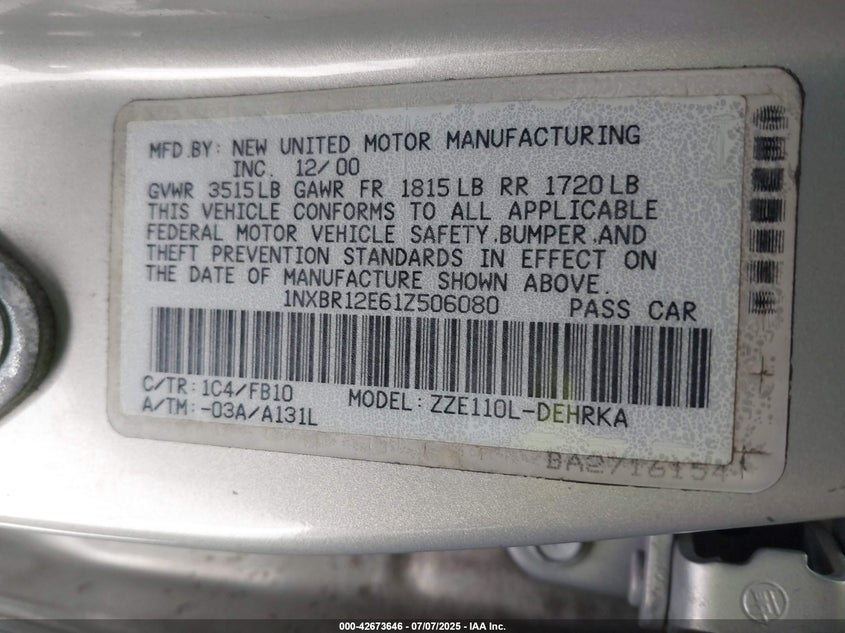 MFD.BY: NEW UNITED MOTOR MANUFACTURING
INC. 12/00
GVWR 3515LB GAWR FR 1815LB RR 1720LB
THIS VEHICLE CONFORMS TO ALL APPLICABLE
FEDERAL MOTOR VEHICLE SAFETY,BUMPER,AND
THEFT PREVENTION STANDARDS IN EFFECT ON
THE DATE OF MANUFACTURE SHOWN ABOVE.
1NXBR12E61Z506080 PASS CAR
C/TR:1C4/FB10
A/TM:-03A/A131L
MODEL:ZZE110L-DEHRKA
BA2716154
000-42673646 - 07/07/2025 - IAA Inc.